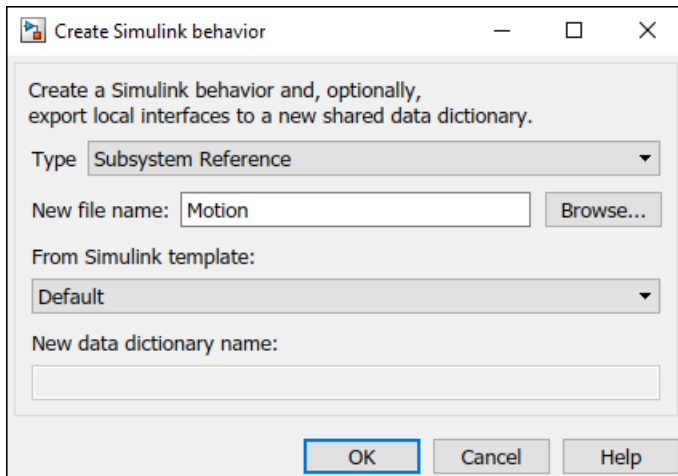 Create Simulink behavior
Create a Simulink behavior and, optionally,
export local interfaces to a new shared data dictionary.
Type Subsystem Reference
New file name: Motion Browse...
From Simulink template:
Default
New data dictionary name:
OK Cancel Help